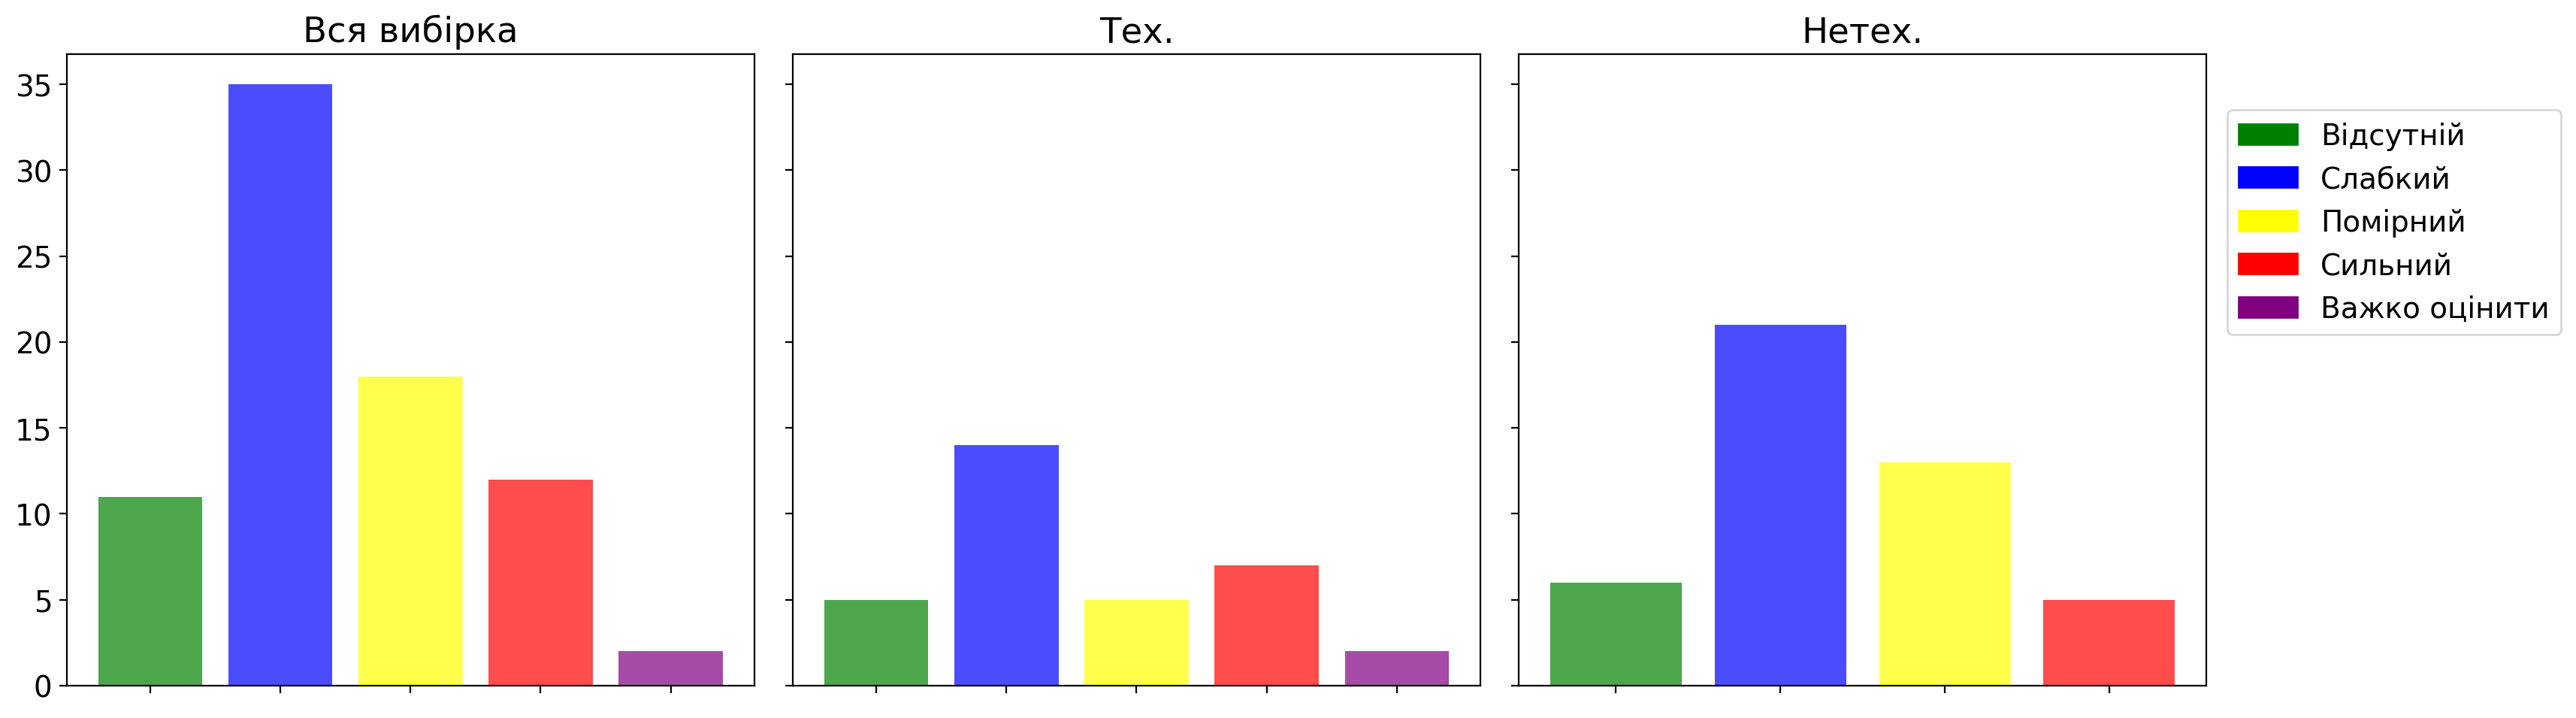 Вся вибірка
Тех.
Нетех.
35
30
25
20
15
10
5
0
Відсутній
Слабкий
Помірний
Сильний
Важко оцінити